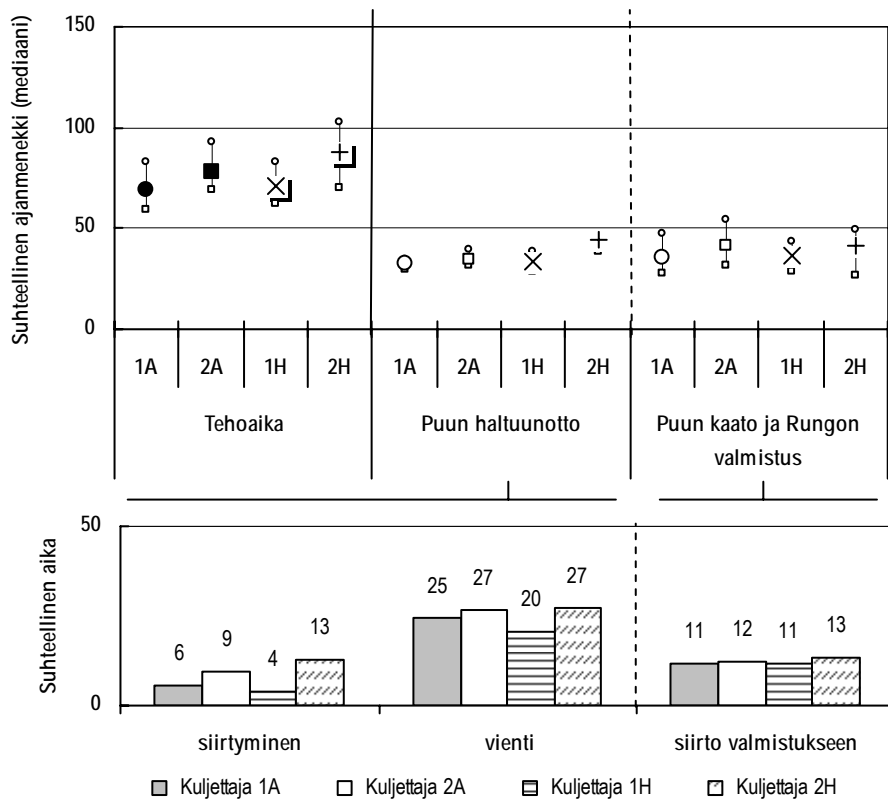 Suhteellinen ajanmenekki (mediaani)
150
100
50
0
1A 2A 1H 2H 1A 2A 1H 2H 1A 2A 1H 2H
Tehoaika Puun haltuunotto Puun kaato ja Rungon
valmistus
Suhteellinen aika
50
0
6 9 4 13 25 27 20 27 11 12 11 13
siirtyminen vienti siirto valmistukseen
Kuljettaja 1A Kuljettaja 2A Kuljettaja 1H Kuljettaja 2H